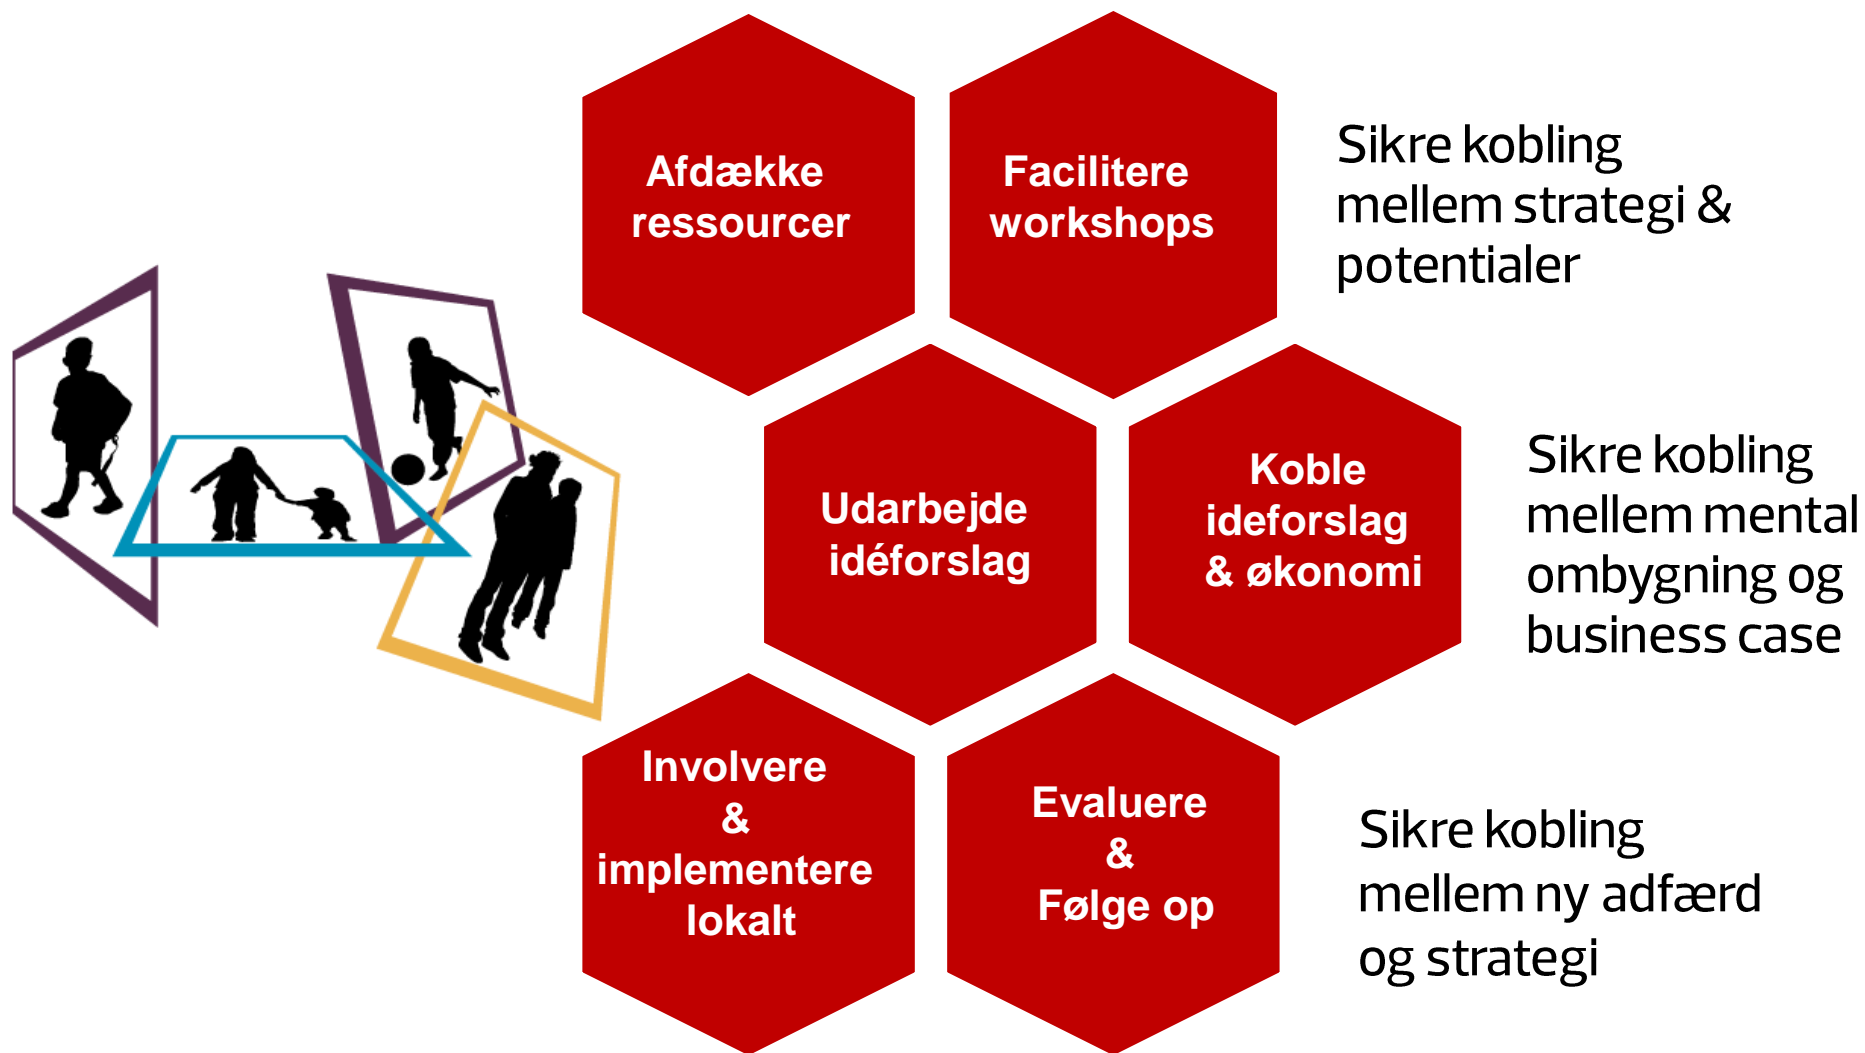 Afdække
ressourcer
Facilitere
workshops
Sikre kobling
mellem strategi &
potentialer
Udarbejde
idéforslag
Koble
ideforslag
& økonomi
Sikre kobling
mellem mental
ombygning og
business case
Involvere
&
implementere
lokalt
Evaluere
&
Følge op
Sikre kobling
mellem ny adfærd
og strategi